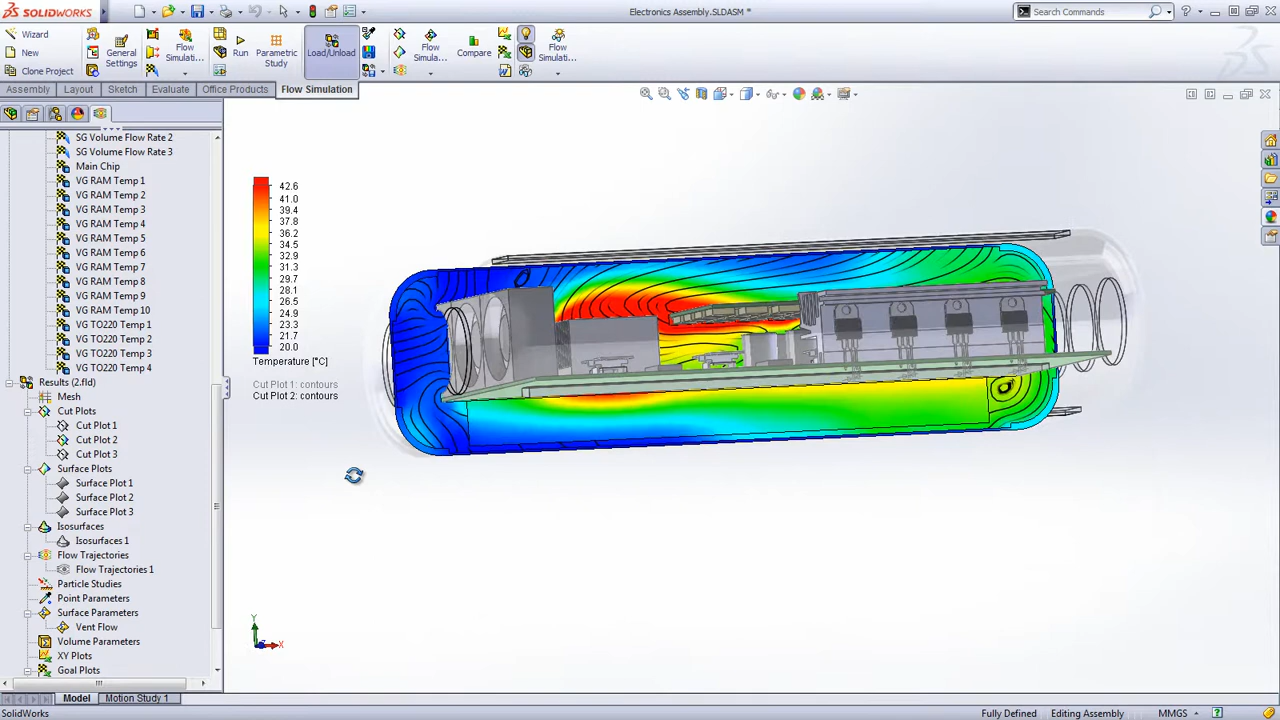 SOLIDWORKS
Electronics Assembly.SLDASM *
Search Commands
Wizard
New
Clone Project
General Settings
Flow Simulati...
Run
Parametric Study
Load/Unload
Flow Simula...
Compare
Flow Simulati...
Assembly
Layout
Sketch
Evaluate
Office Products
Flow Simulation
SG Volume Flow Rate 2
SG Volume Flow Rate 3
Main Chip
VG RAM Temp 1
VG RAM Temp 2
VG RAM Temp 3
VG RAM Temp 4
VG RAM Temp 5
VG RAM Temp 6
VG RAM Temp 7
VG RAM Temp 8
VG RAM Temp 9
VG RAM Temp 10
VG TO220 Temp 1
VG TO220 Temp 2
VG TO220 Temp 3
VG TO220 Temp 4
Results (2.fld)
Mesh
Cut Plots
Cut Plot 1
Cut Plot 2
Cut Plot 3
Surface Plots
Surface Plot 1
Surface Plot 2
Surface Plot 3
Isosurfaces
Isosurfaces 1
Flow Trajectories
Flow Trajectories 1
Particle Studies
Point Parameters
Surface Parameters
Vent Flow
Volume Parameters
XY Plots
Goal Plots
42.6
41.0
39.4
37.8
36.2
34.5
32.9
31.3
29.7
28.1
26.5
24.9
23.3
21.7
20.0
Temperature [°C]
Cut Plot 1: contours
Cut Plot 2: contours
Y
X
Model
Motion Study 1
SolidWorks
Fully Defined
Editing Assembly
MMGS